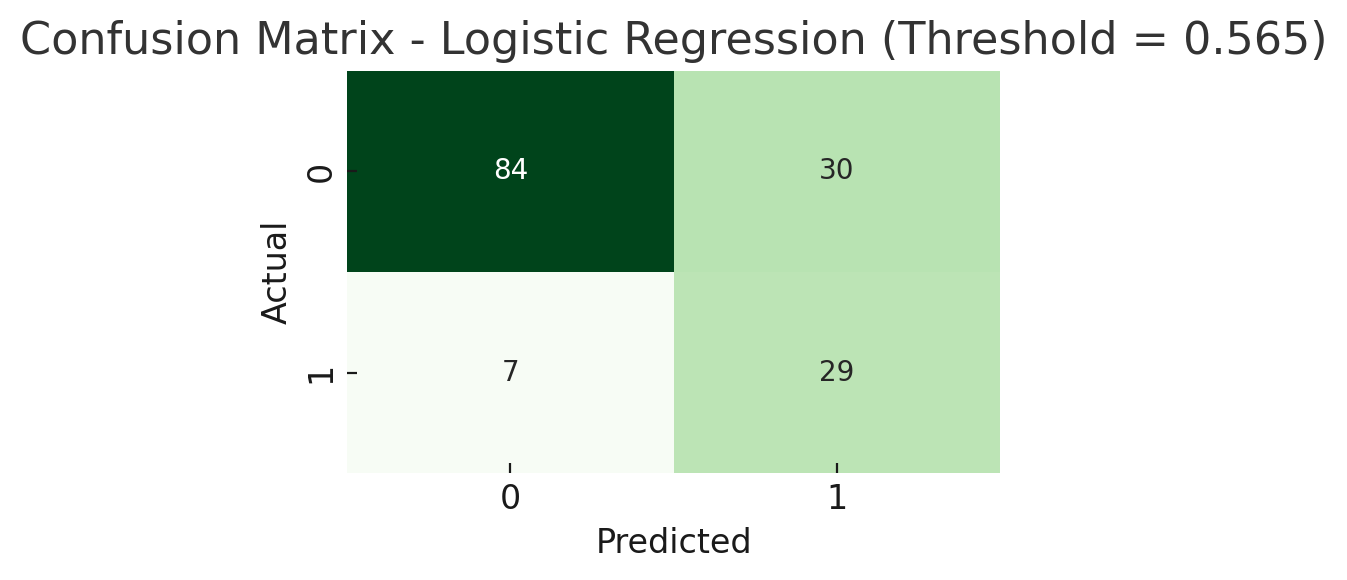 Confusion Matrix - Logistic Regression (Threshold = 0.565)
84 30
0
Actual
7 29
1
0 1
Predicted